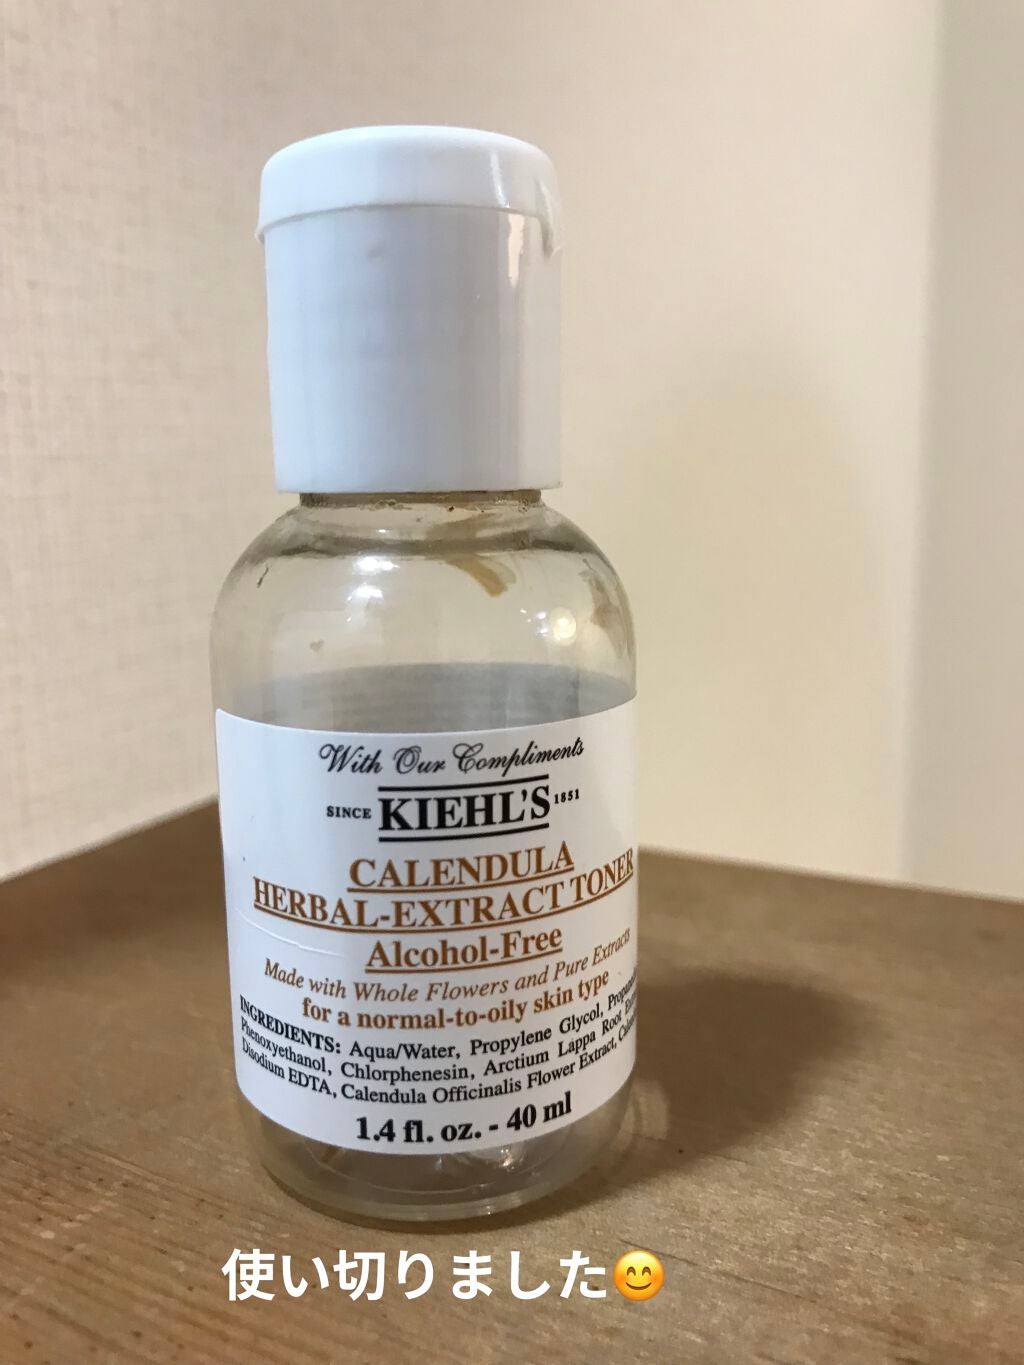 With Our Compliments
SINCE KIEHL'S 1851
CALENDULA
HERBAL-EXTRACT TONER
Alcohol-Free
Made with Whole Flowers and Pure Extracts
for a normal-to-oily skin type
INGREDIENTS: Aqua/Water, Propylene Glycol,
Phenoxyethanol, Chlorphenesin, Arctium Lappa Root
Disodium EDTA, Calendula Officinalis Flower Extract,
1.4 fl. oz. - 40 ml
使い切りました😊